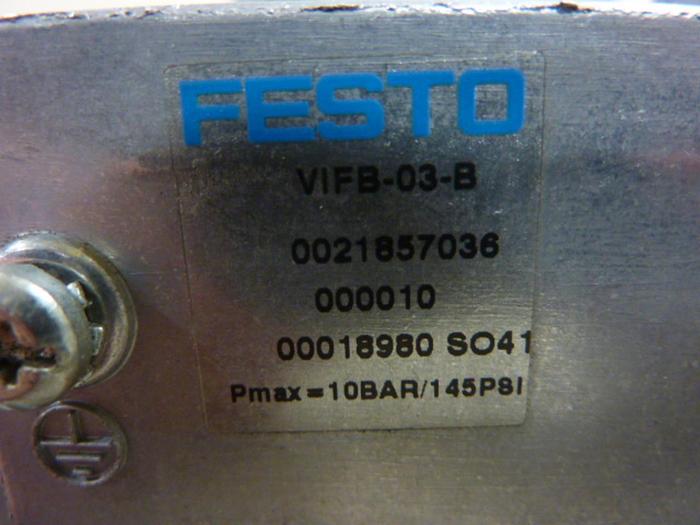 FESTO
VIFB-03-B
0021857036
000010
00018980 SO41
Pmax=10BAR/145PSI